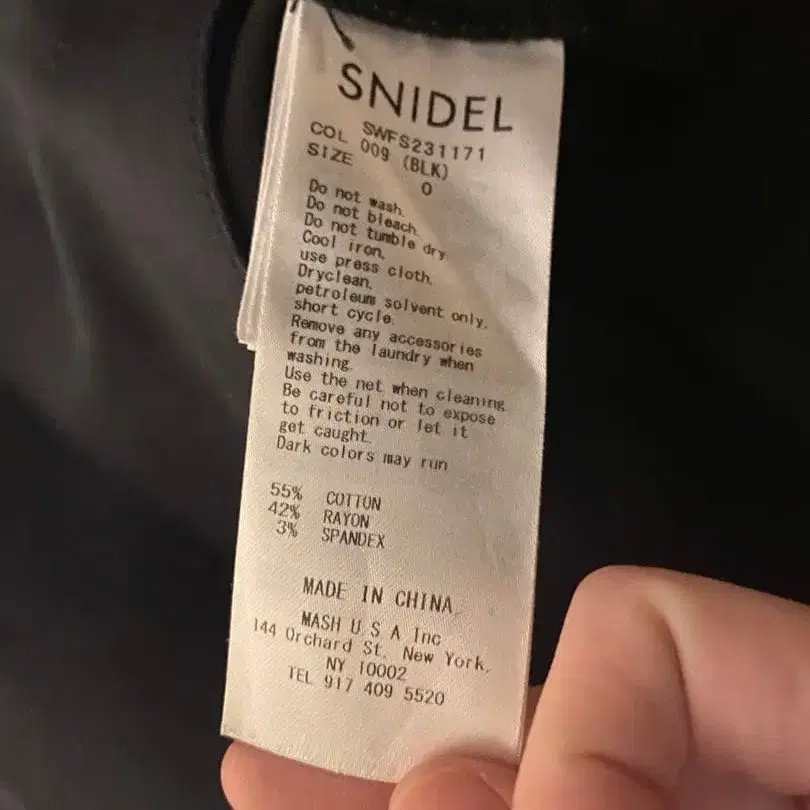 SNIDEL
SWFS231171
COL 009 (BLK)
SIZE 0
Do not wash.
Do not bleach.
Do not tumble dry.
Cool iron,
use press cloth.
Dryclean,
petroleum solvent only,
short cycle.
Remove any accessories
from the laundry when
washing.
Use the net when cleaning.
Be careful not to expose
to friction or let it
get caught.
Dark colors may run
55% COTTON
42% RAYON
3% SPANDEX
MADE IN CHINA
MASH U.S.A Inc
144 Orchard St. New York,
NY 10002
TEL 917 409 5520